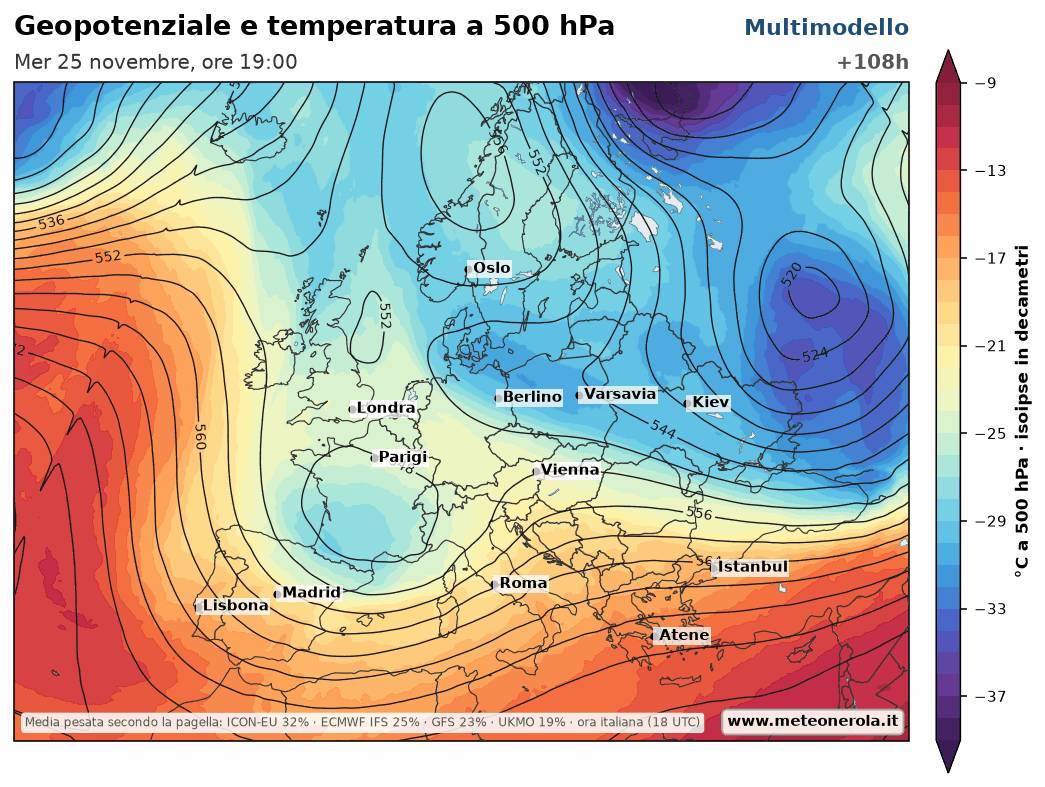 Geopotenziale e temperatura a 500 hPa
Multimodello
Mer 25 novembre, ore 19:00
+108h
536
552
552
552
560
520
524
544
556
Oslo
Berlino
Varsavia
Kiev
Londra
Parigi
Vienna
Istanbul
Roma
Madrid
Lisbona
Atene
−9
−13
−17
−21
−25
−29
−33
−37
°C a 500 hPa · isoipse in decametri
Media pesata secondo la pagella: ICON-EU 32% · ECMWF IFS 25% · GFS 23% · UKMO 19% · ora italiana (18 UTC)
www.meteonerola.it